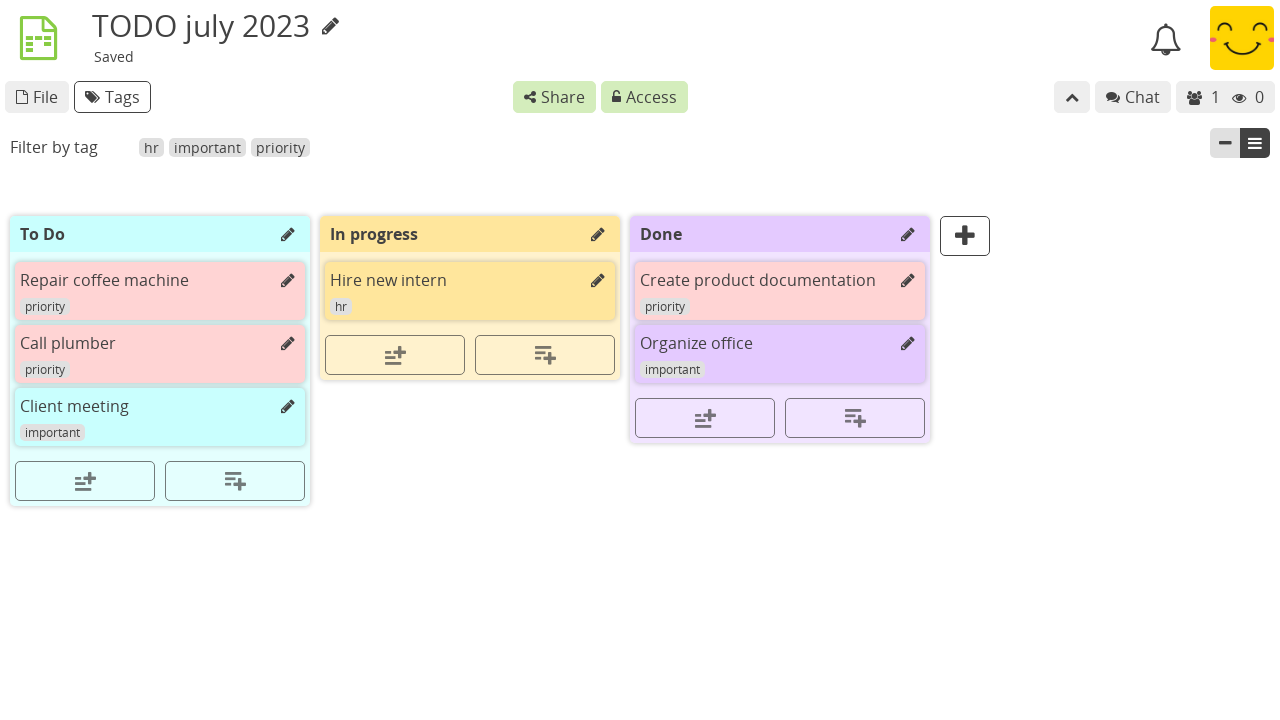 TODO july 2023
Saved
File
Tags
Share
Access
Chat
1
0
Filter by tag
hr
important
priority
To Do
Repair coffee machine
priority
Call plumber
priority
Client meeting
important
In progress
Hire new intern
hr
Done
Create product documentation
priority
Organize office
important